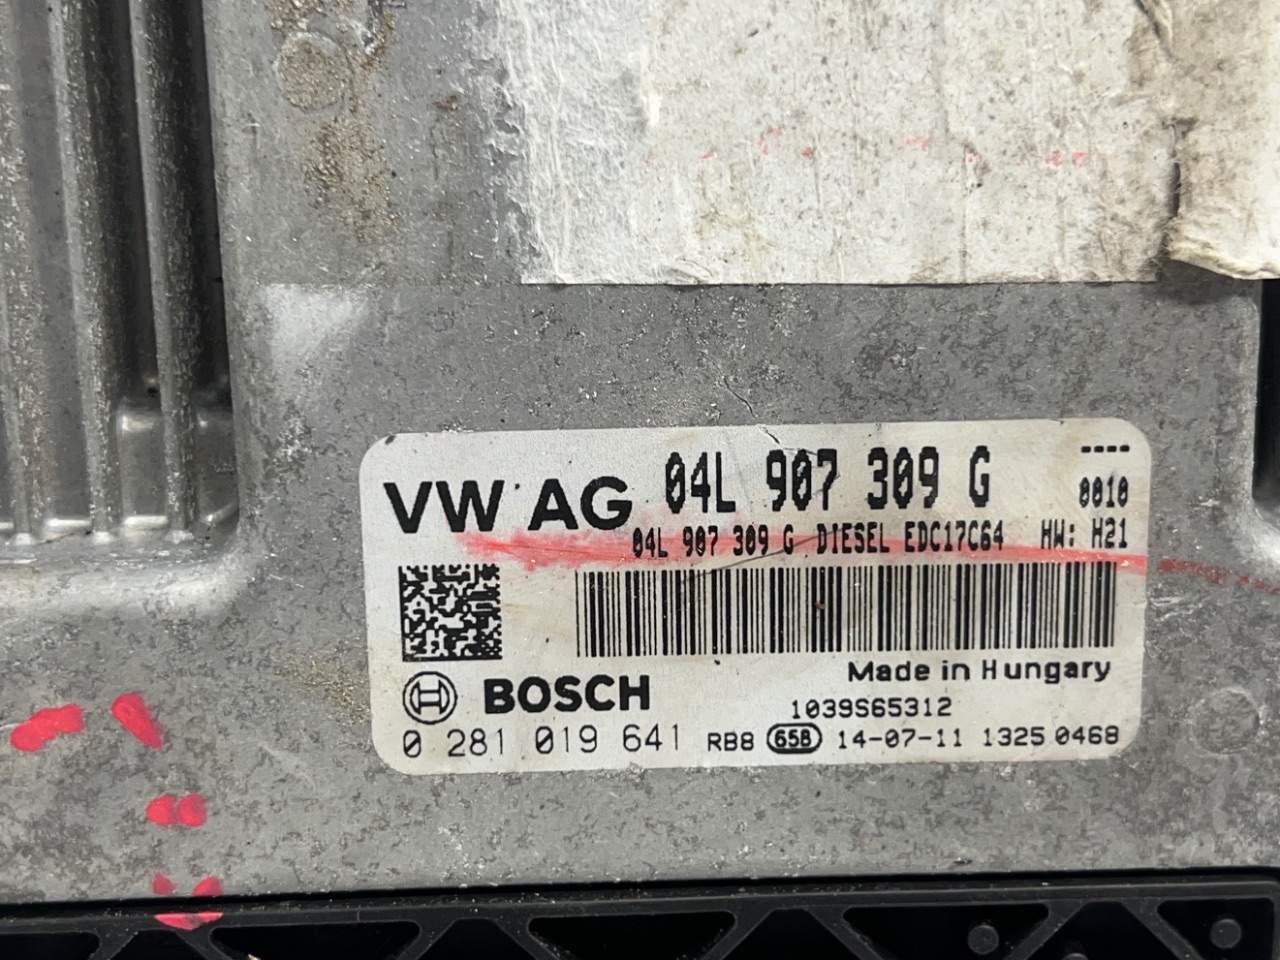 VW AG 04L 907 309 G ----
0010
04L 907 309 G DIESEL EDC17C64 HW: H21
Made in Hungary
BOSCH
1039S65312
0 281 019 641 RB8 658 14-07-11 1325 0468